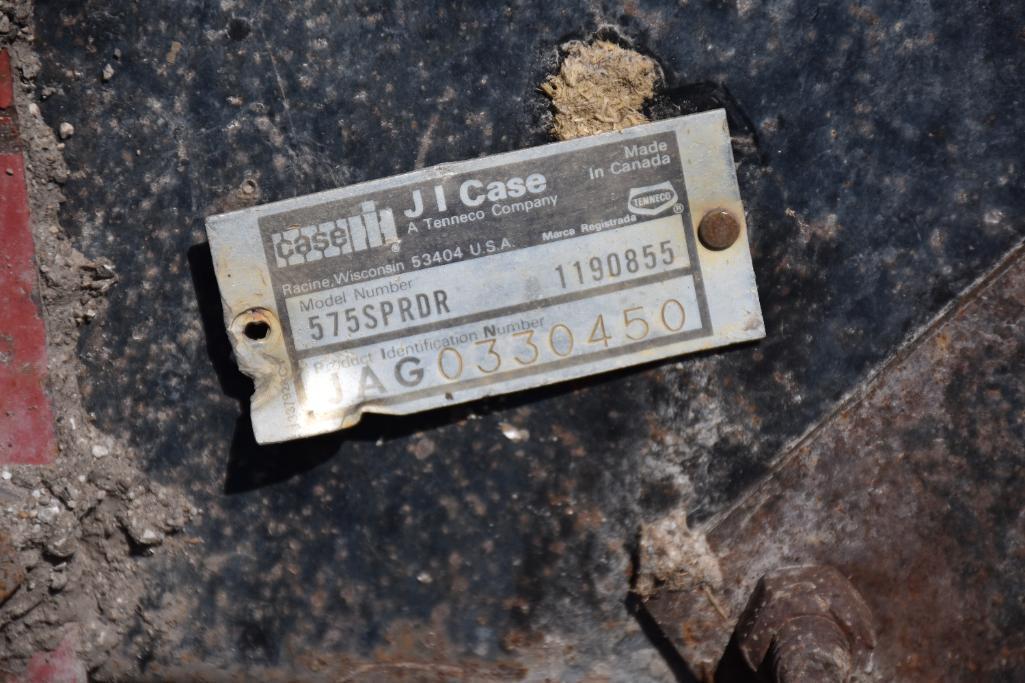 case IH ®
J I Case
A Tenneco Company
Made
In Canada
TENNECO ®
Marca Registrada
Racine, Wisconsin 53404 U.S.A.
Model Number
575SPRDR 1190855
Product Identification Number
JAG0330450